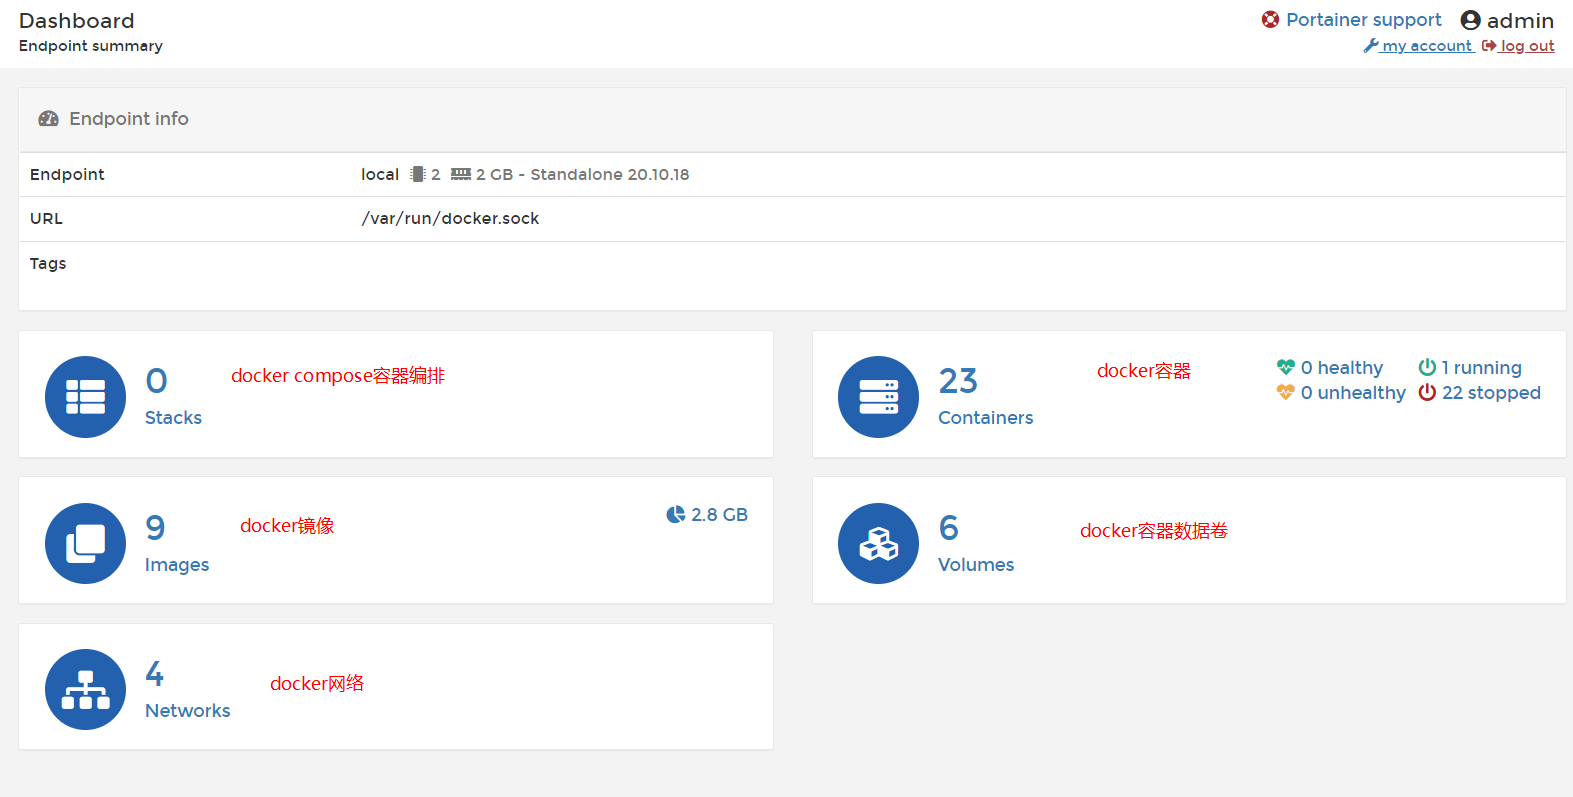 Dashboard
Portainer support admin
Endpoint summary
my account log out
Endpoint info
Endpoint local 2 2 GB - Standalone 20.10.18
URL /var/run/docker.sock
Tags
0
Stacks
docker compose容器编排
23
Containers
docker容器
0 healthy 1 running
0 unhealthy 22 stopped
9
Images
docker镜像
2.8 GB
6
Volumes
docker容器数据卷
4
Networks
docker网络